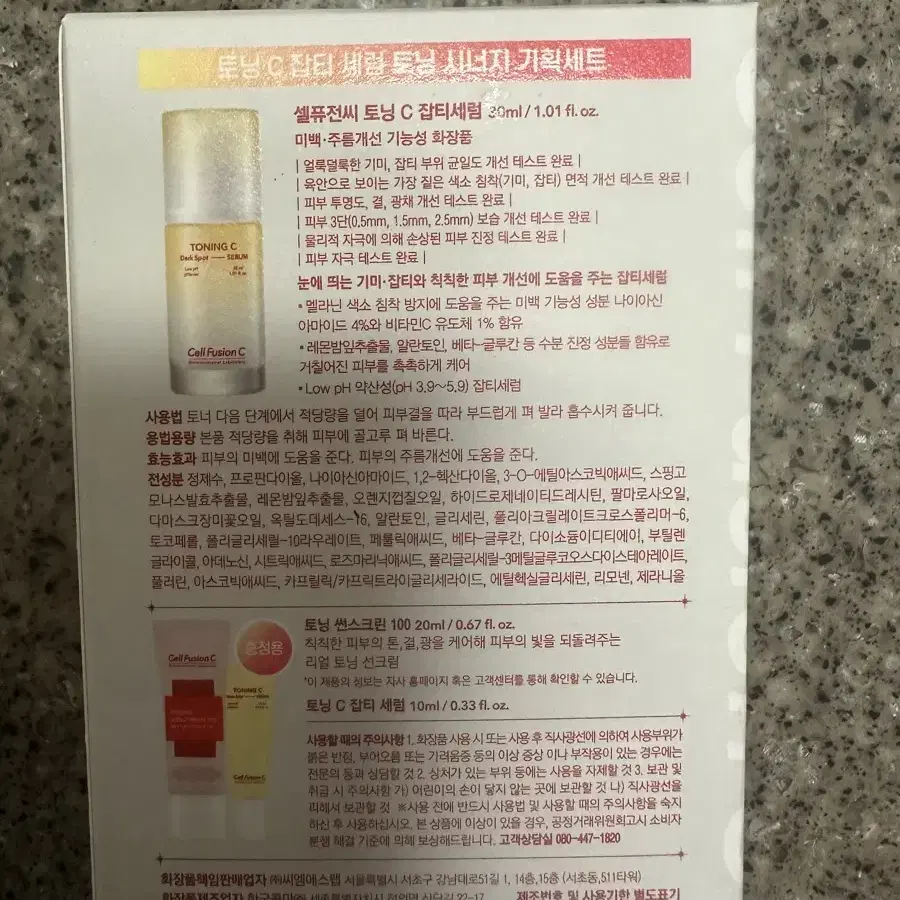 토닝 C 잡티 세럼 토닝 시너지 기획세트
셀퓨전씨 토닝 C 잡티세럼 30ml / 1.01 fl. oz.
미백·주름개선 기능성 화장품
| 얼룩덜룩한 기미, 잡티 부위 균일도 개선 테스트 완료 |
| 육안으로 보이는 가장 짙은 색소 침착(기미, 잡티) 면적 개선 테스트 완료 |
| 피부 투명도, 결, 광채 개선 테스트 완료 |
| 피부 3단(0.5mm, 1.5mm, 2.5mm) 보습 개선 테스트 완료 |
| 물리적 자극에 의해 손상된 피부 진정 테스트 완료 |
| 피부 자극 테스트 완료 |
눈에 띄는 기미·잡티와 칙칙한 피부 개선에 도움을 주는 잡티세럼
• 멜라닌 색소 침착 방지에 도움을 주는 미백 기능성 성분 나이아신
아마이드 4%와 비타민C 유도체 1% 함유
• 레몬밤잎추출물, 알란토인, 베타-글루칸 등 수분 진정 성분들 함유로
거칠어진 피부를 촉촉하게 케어
• Low pH 약산성(pH 3.9~5.9) 잡티세럼
TONING C
Dark Spot SERUM
Low pH
30 ml
1.01 fl. oz.
Cell Fusion C
사용법 토너 다음 단계에서 적당량을 덜어 피부결을 따라 부드럽게 펴 발라 흡수시켜 줍니다.
용법용량 본품 적당량을 취해 피부에 골고루 펴 바른다.
효능효과 피부의 미백에 도움을 준다. 피부의 주름개선에 도움을 준다.
전성분 정제수, 프로판다이올, 나이아신아마이드, 1,2-헥산다이올, 3-O-에틸아스코빅애씨드, 스핑고
모나스발효추출물, 레몬밤잎추출물, 오렌지껍질오일, 하이드로제네이티드레시틴, 팔마로사오일,
다마스크장미꽃오일, 옥틸도데세스-16, 알란토인, 글리세린, 폴리아크릴레이트크로스폴리머-6,
토코페롤, 폴리글리세릴-10라우레이트, 페룰릭애씨드, 베타-글루칸, 다이소듐이디티에이, 부틸렌
글라이콜, 아데노신, 시트릭애씨드, 로즈마리닉애씨드, 폴리글리세릴-3메틸글루코오스다이스테아레이트,
풀러린, 아스코빅애씨드, 카프릴릭/카프릭트라이글리세라이드, 에틸헥실글리세린, 리모넨, 제라니올
증정용
토닝 썬스크린 100 20ml / 0.67 fl. oz.
칙칙한 피부의 톤,결,광을 케어해 피부의 빛을 되돌려주는
리얼 토닝 선크림
*이 제품의 정보는 자사 홈페이지 혹은 고객센터를 통해 확인할 수 있습니다.
토닝 C 잡티 세럼 10ml / 0.33 fl. oz.
Cell Fusion C
TONING C
Cell Fusion C
사용할 때의 주의사항 1. 화장품 사용 시 또는 사용 후 직사광선에 의하여 사용부위가
붉은 반점, 부어오름 또는 가려움증 등의 이상 증상 이나 부작용이 있는 경우에는
전문의 등과 상담할 것 2. 상처가 있는 부위 등에는 사용을 자제할 것 3. 보관 및
취급 시 주의사항 가) 어린이의 손이 닿지 않는 곳에 보관할 것 나) 직사광선을
피해서 보관할 것 ※사용 전에 반드시 사용법 및 사용할 때의 주의사항을 숙지
하신 후 사용하십시오. 본 상품에 이상이 있을 경우, 공정거래위원회고시 소비자
분쟁 해결 기준에 의해 보상해드립니다. 고객상담실 080-447-1820
화장품책임판매업자 ㈜씨엠에스랩 서울특별시 서초구 강남대로51길 1, 14층,15층 (서초동,511타워)
화장품제조업자 한국콜마㈜ 세종특별자치시 전의면 산단길 22-17 제조번호 및 사용기한 별도표기